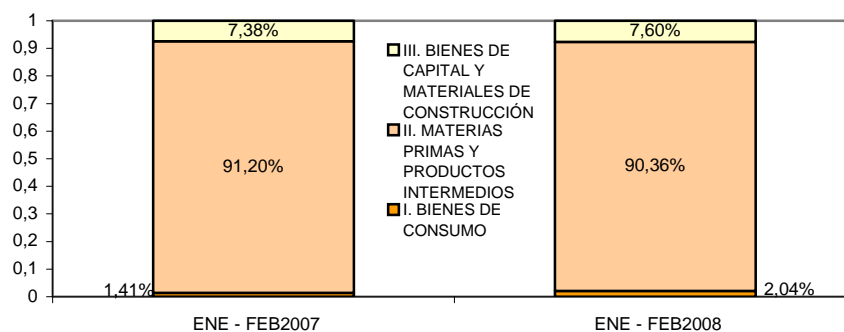 1
0,9
0,8
0,7
0,6
0,5
0,4
0,3
0,2
0,1
0
7,38%
91,20%
1,41%
III. BIENES DE
CAPITAL Y
MATERIALES DE
CONSTRUCCIÓN
II. MATERIAS
PRIMAS Y
PRODUCTOS
INTERMEDIOS
I. BIENES DE
CONSUMO
7,60%
90,36%
2,04%
ENE - FEB2007
ENE - FEB2008